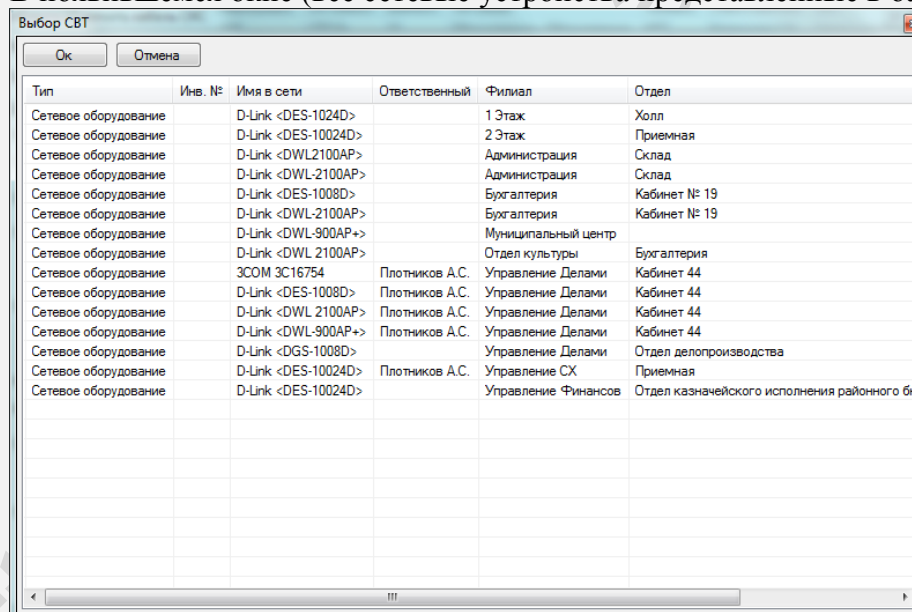 В появившемся окне (все сетевые устройства представленные в
Выбор СВТ
Ок Отмена
Тип Инв. № Имя в сети Ответственный Филиал Отдел
Сетевое оборудование D-Link <DES-1024D> 1 Этаж Холл
Сетевое оборудование D-Link <DES-10024D> 2 Этаж Приемная
Сетевое оборудование D-Link <DWL2100AP> Администрация Склад
Сетевое оборудование D-Link <DWL-2100AP> Администрация Склад
Сетевое оборудование D-Link <DES-1008D> Бухгалтерия Кабинет № 19
Сетевое оборудование D-Link <DWL-2100AP> Бухгалтерия Кабинет № 19
Сетевое оборудование D-Link <DWL-900AP+> Муниципальный центр
Сетевое оборудование D-Link <DWL 2100AP> Отдел культуры Бухгалтерия
Сетевое оборудование 3COM 3C16754 Плотников А.С. Управление Делами Кабинет 44
Сетевое оборудование D-Link <DES-1008D> Плотников А.С. Управление Делами Кабинет 44
Сетевое оборудование D-Link <DWL 2100AP> Плотников А.С. Управление Делами Кабинет 44
Сетевое оборудование D-Link <DWL-900AP+> Плотников А.С. Управление Делами Кабинет 44
Сетевое оборудование D-Link <DGS-1008D> Управление Делами Отдел делопроизводства
Сетевое оборудование D-Link <DES-10024D> Плотников А.С. Управление СХ Приемная
Сетевое оборудование D-Link <DES-10024D> Управление Финансов Отдел казначейского исполнения районного